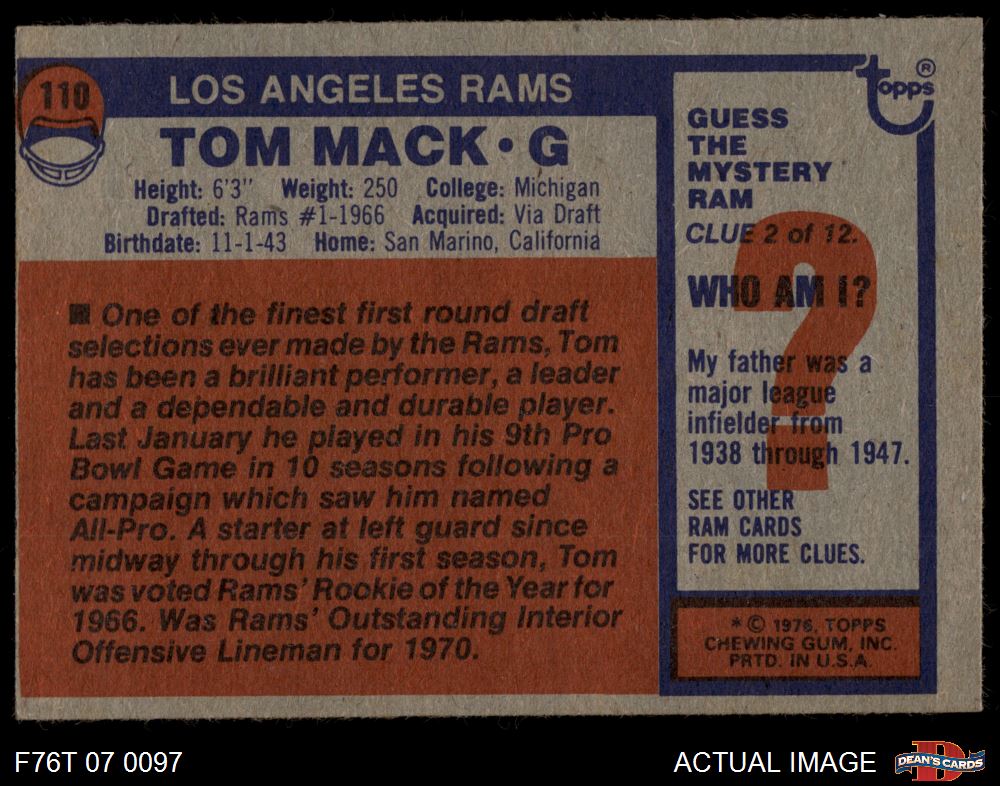 110
LOS ANGELES RAMS
TOM MACK • G
Height: 6'3" Weight: 250 College: Michigan
Drafted: Rams #1-1966 Acquired: Via Draft
Birthdate: 11-1-43 Home: San Marino, California
■ One of the finest first round draft
selections ever made by the Rams, Tom
has been a brilliant performer, a leader
and a dependable and durable player.
Last January he played in his 9th Pro
Bowl Game in 10 seasons following a
campaign which saw him named
All-Pro. A starter at left guard since
midway through his first season, Tom
was voted Rams' Rookie of the Year for
1966. Was Rams' Outstanding Interior
Offensive Lineman for 1970.
Topps ®
GUESS
THE
MYSTERY
RAM
CLUE 2 of 12.
WHO AM I?
?
My father was a
major league
infielder from
1938 through 1947.
SEE OTHER
RAM CARDS
FOR MORE CLUES.
* © 1976, TOPPS
CHEWING GUM, INC.
PRTD. IN U.S.A.
F76T 07 0097
ACTUAL IMAGE
D
DEAN'S CARDS